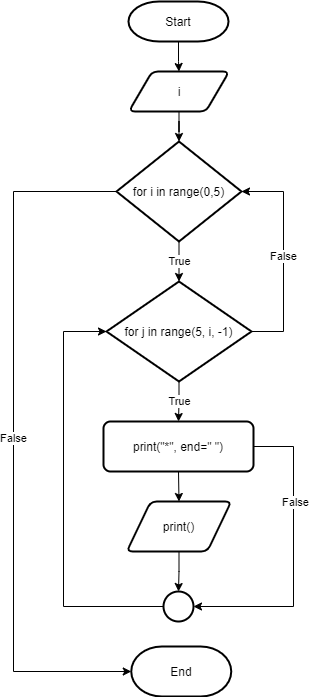 Start
i
for i in range(0,5)
True
False
for j in range(5, i, -1)
True
False
print("*", end=" ")
False
print()
End